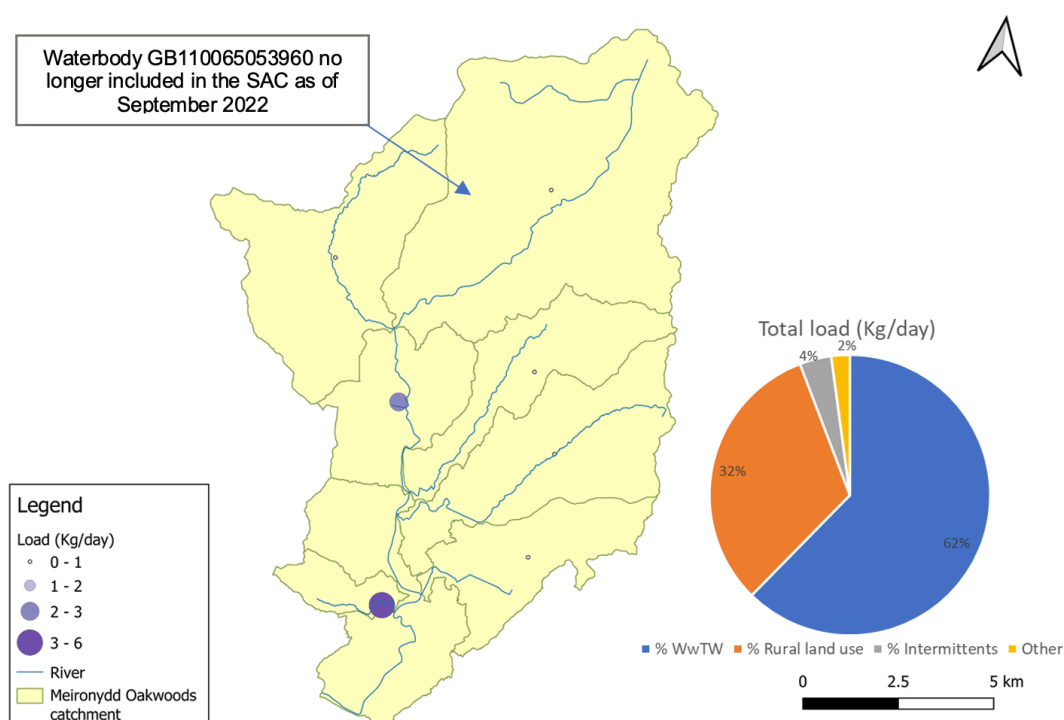 Waterbody GB110065053960 no
longer included in the SAC as of
September 2022
Total load (Kg/day)
2%
4%
32%
62%
% WwTW % Rural land use % Intermittents Other
0 2.5 5 km
Legend
Load (Kg/day)
0 - 1
1 - 2
2 - 3
3 - 6
River
Meironydd Oakwoods
catchment